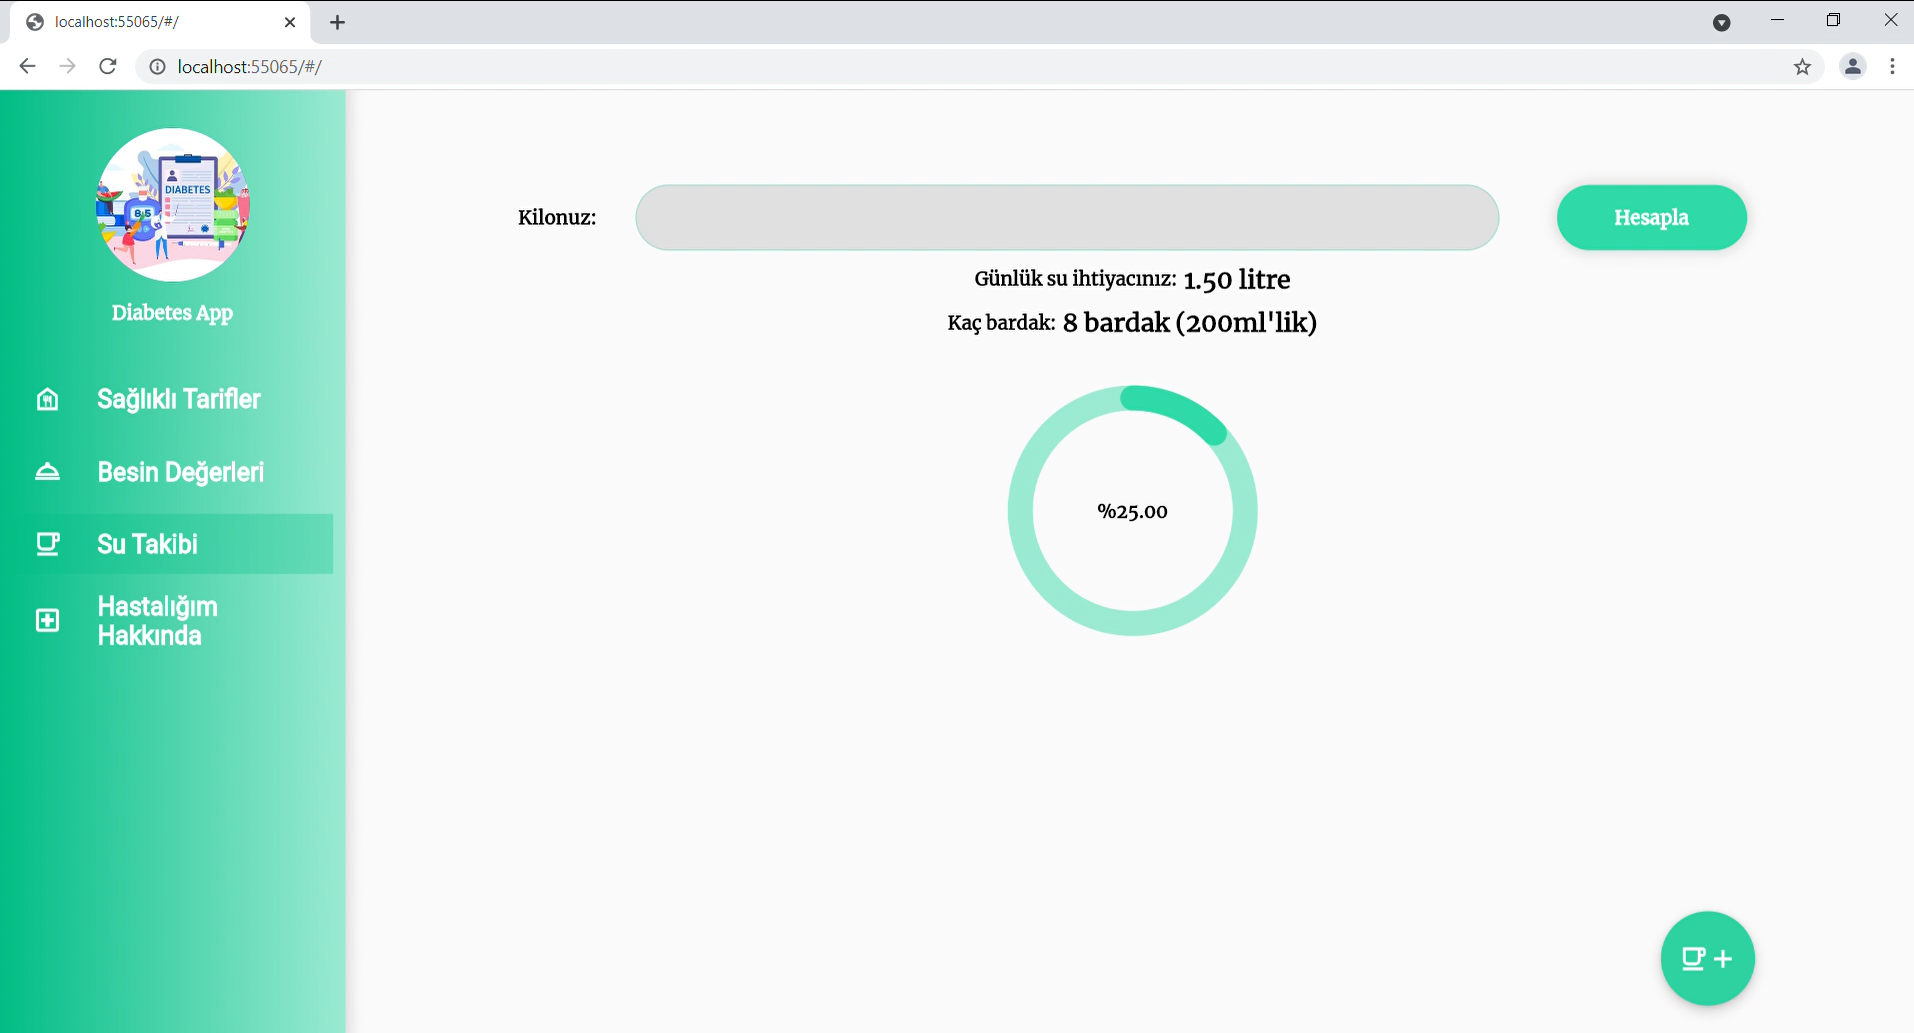 localhost:55065/#/
localhost:55065/#/
DIABETES
8.5
Diabetes App
Sağlıklı Tarifler
Besin Değerleri
Su Takibi
Hastalığım
Hakkında
Kilonuz:
Hesapla
Günlük su ihtiyacınız: 1.50 litre
Kaç bardak: 8 bardak (200ml'lik)
%25.00